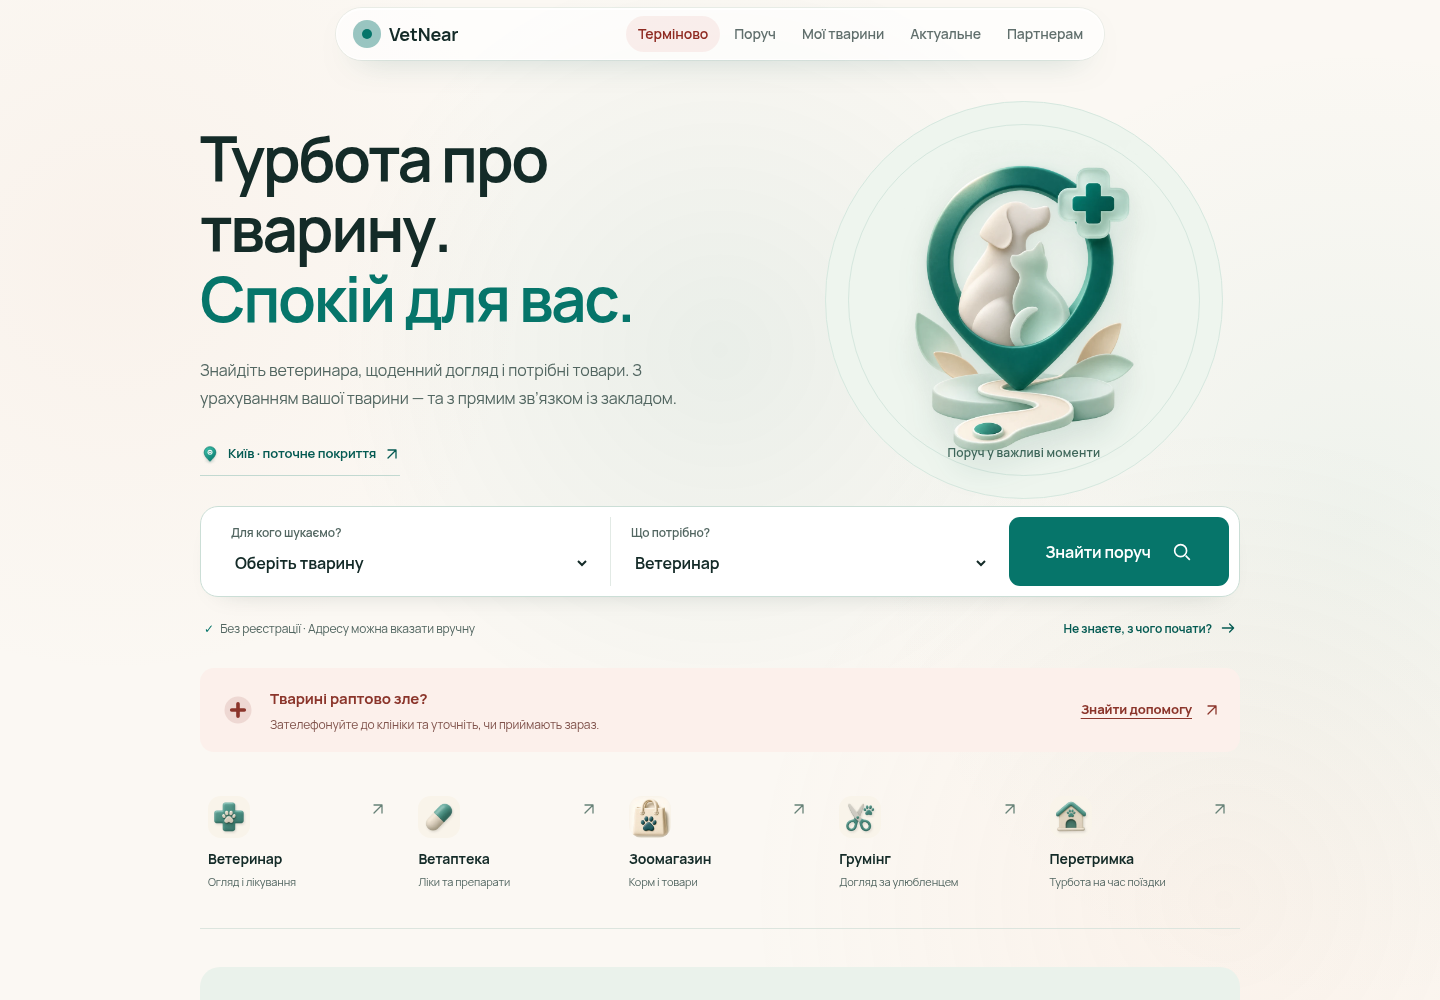 VetNear
Терміново
Поруч
Мої тварини
Актуальне
Партнерам
Турбота про
тварину.
Спокій для вас.
Знайдіть ветеринара, щоденний догляд і потрібні товари. З
урахуванням вашої тварини — та з прямим зв’язком із закладом.
Київ · поточне покриття
Поруч у важливі моменти
Для кого шукаємо?
Оберіть тварину
Що потрібно?
Ветеринар
Знайти поруч
✓ Без реєстрації · Адресу можна вказати вручну
Не знаєте, з чого почати?
Тварині раптово зле?
Зателефонуйте до клініки та уточніть, чи приймають зараз.
Знайти допомогу
Ветеринар
Огляд і лікування
Ветаптека
Ліки та препарати
Зоомагазин
Корм і товари
Грумінг
Догляд за улюбленцем
Перетримка
Турбота на час поїздки